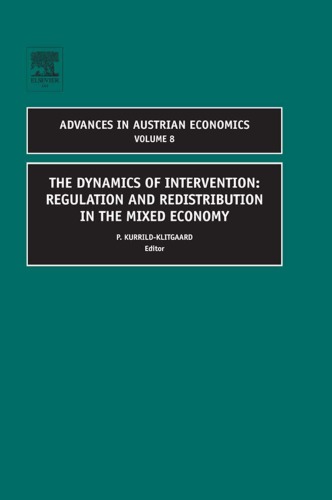 ELSEVIER
ADVANCES IN AUSTRIAN ECONOMICS
VOLUME 8
THE DYNAMICS OF INTERVENTION:
REGULATION AND REDISTRIBUTION
IN THE MIXED ECONOMY
P. KURRILD-KLITGAARD
Editor